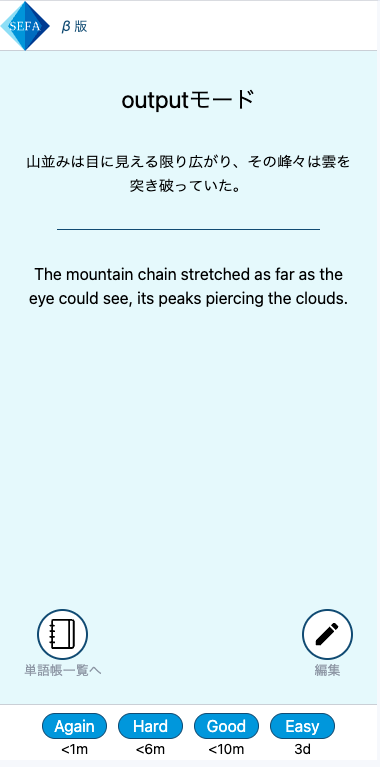 SEFA
β 版
outputモード
山並みは目に見える限り広がり、その峰々は雲を
突き破っていた。
The mountain chain stretched as far as the
eye could see, its peaks piercing the clouds.
単語帳一覧へ
編集
Again Hard Good Easy
<1m <6m <10m 3d